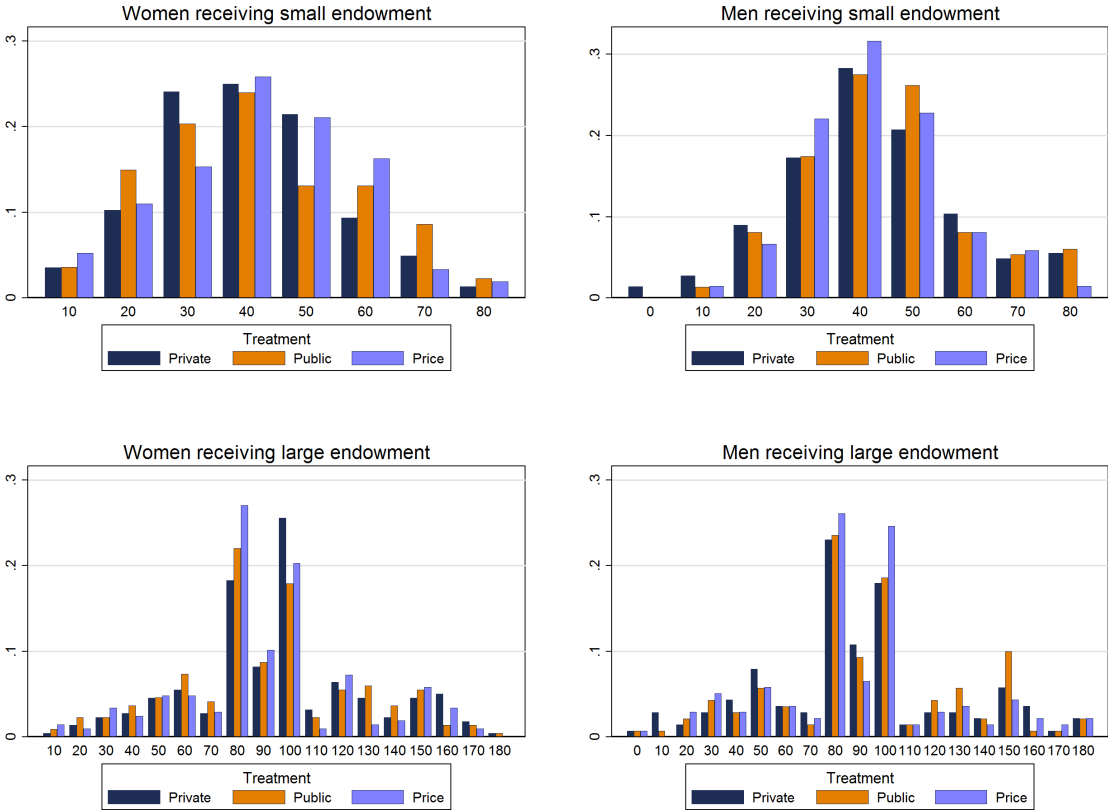 Women receiving small endowment
.3
.2
.1
0
10 20 30 40 50 60 70 80
Treatment
Private Public Price
Men receiving small endowment
.3
.2
.1
0
0 10 20 30 40 50 60 70 80
Treatment
Private Public Price
Women receiving large endowment
.3
.2
.1
0
10 20 30 40 50 60 70 80 90 100 110 120 130 140 150 160 170 180
Treatment
Private Public Price
Men receiving large endowment
.3
.2
.1
0
0 10 20 30 40 50 60 70 80 90 100 110 120 130 140 150 160 170 180
Treatment
Private Public Price